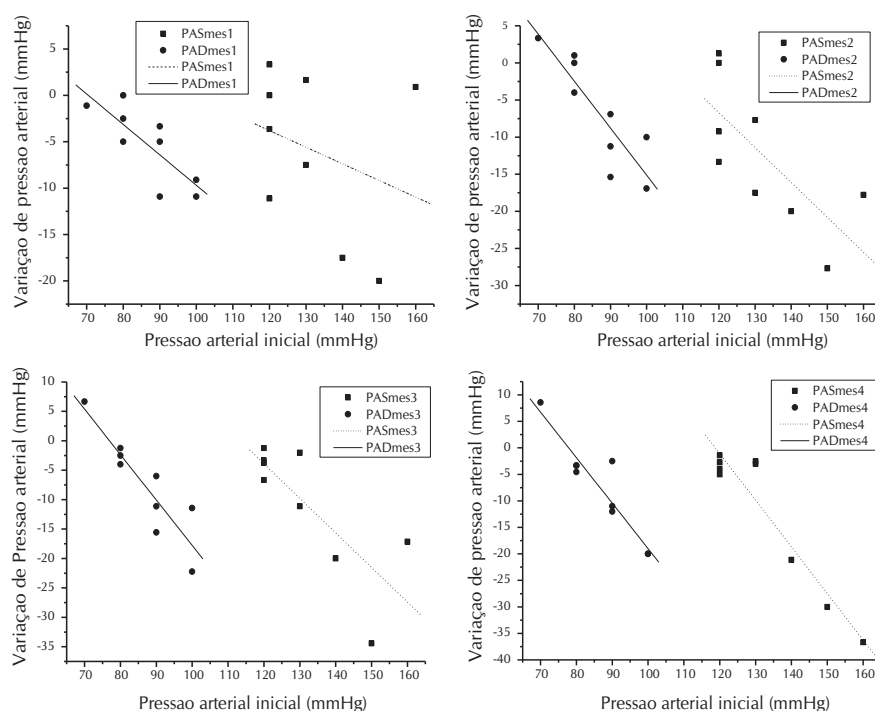 Variaçao de pressao arterial (mmHg)
5
0
-5
-10
-15
-20
PASmes1
PADmes1
PASmes1
PADmes1
70 80 90 100 110 120 130 140 150 160
Pressao arterial inicial (mmHg)
Variaçao de pressao arterial (mmHg)
5
0
-5
-10
-15
-20
-25
-30
PASmes2
PADmes2
PASmes2
PADmes2
70 80 90 100 110 120 130 140 150 160
Pressao arterial inicial (mmHg)
Variaçao de Pressao arterial (mmHg)
10
5
0
-5
-10
-15
-20
-25
-30
-35
PASmes3
PADmes3
PASmes3
PADmes3
70 80 90 100 110 120 130 140 150 160
Pressao arterial inicial (mmHg)
Variaçao de pressao arterial (mmHg)
10
5
0
-5
-10
-15
-20
-25
-30
-35
-40
PASmes4
PADmes4
PASmes4
PADmes4
70 80 90 100 110 120 130 140 150 160
Pressao arterial inicial (mmHg)